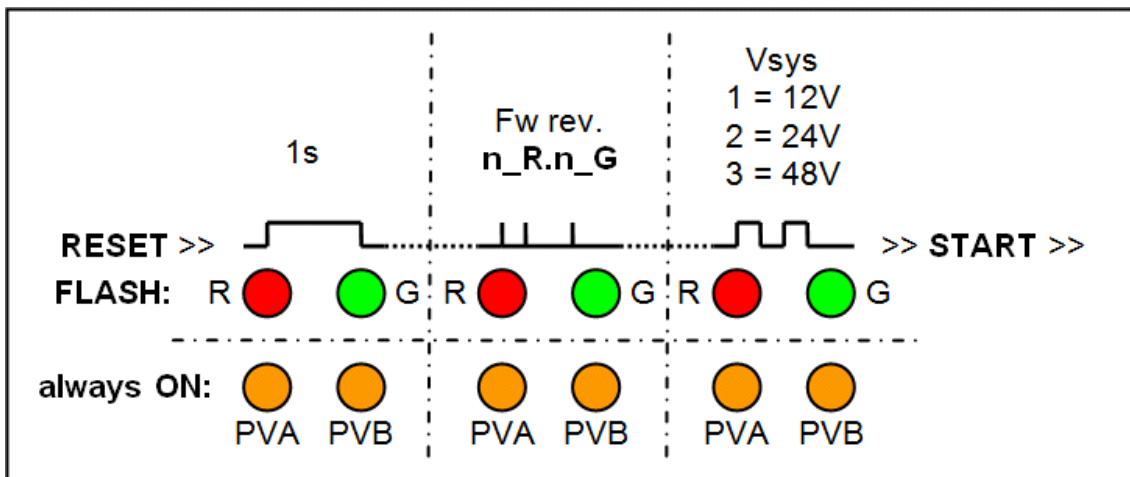 Vsys
1 = 12V
2 = 24V
3 = 48V
Fw rev.
n_R.n_G
1s
RESET >> >> START >>
FLASH: R G R G R G
always ON:
PVA PVB PVA PVB PVA PVB